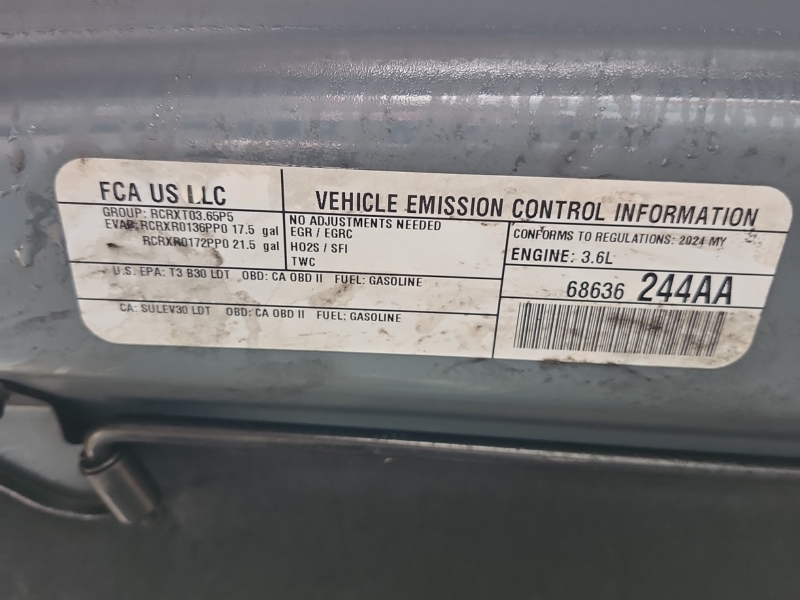 FCA US LLC
GROUP: RCRXT03.65P5
EVAP: RCRXR0136PP0 17.5 gal
RCRXR0172PP0 21.5 gal
VEHICLE EMISSION CONTROL INFORMATION
NO ADJUSTMENTS NEEDED
EGR / EGRC
HO2S / SFI
TWC
CONFORMS TO REGULATIONS: 2024 MY
ENGINE: 3.6L
U.S. EPA: T3 B30 LDT OBD: CA OBD II FUEL: GASOLINE
CA: SULEV30 LDT OBD: CA OBD II FUEL: GASOLINE
68636 244AA